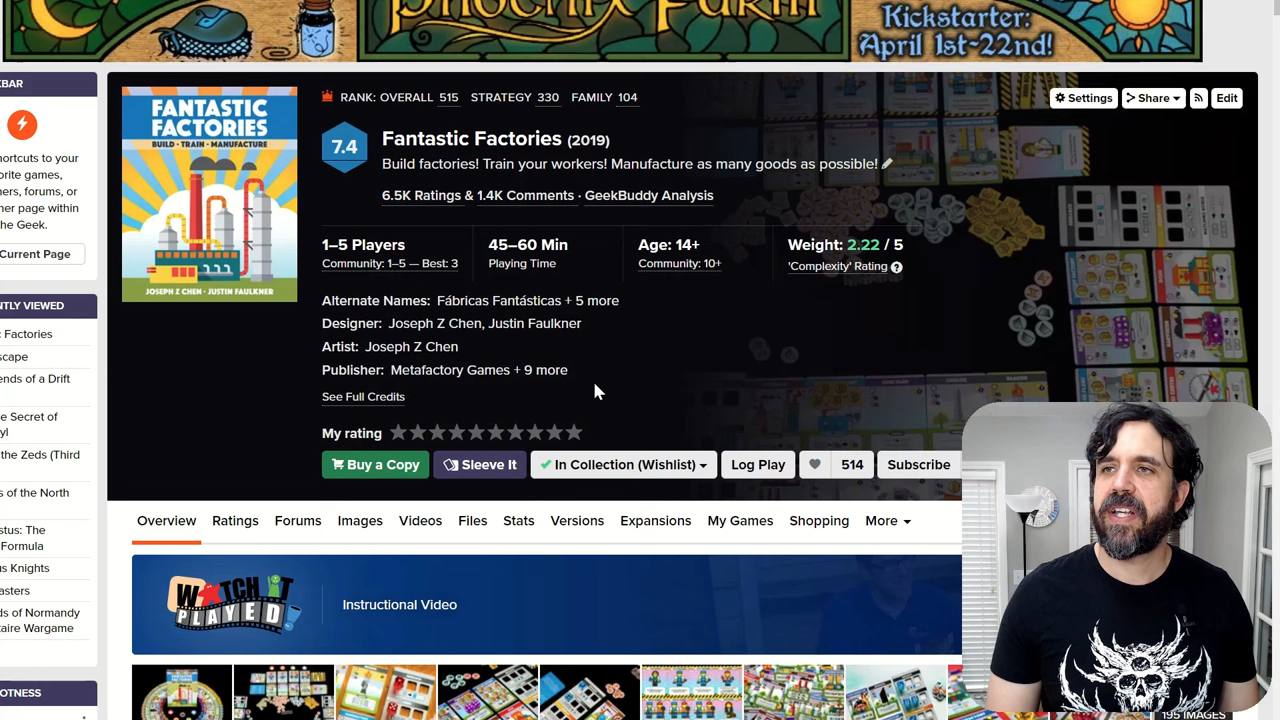 Phoenix Farm
Kickstarter:
April 1st-22nd!
KBAR
hortcuts to your
orite games,
ners, forums, or
her page within
he Geek.
Current Page
NTLY VIEWED
c Factories
scape
ends of a Drift
e Secret of
yl
the Zeds (Third
s of the North
stus: The
Formula
us Knights
asters
ds of Normandy
taire Wargame
OTNESS
FANTASTIC
FACTORIES
BUILD · TRAIN · MANUFACTURE
JOSEPH Z CHEN · JUSTIN FAULKNER
RANK: OVERALL 515 STRATEGY 330 FAMILY 104
Settings Share Edit
7.4
Fantastic Factories (2019)
Build factories! Train your workers! Manufacture as many goods as possible!
6.5K Ratings & 1.4K Comments · GeekBuddy Analysis
1–5 Players 45–60 Min Age: 14+ Weight: 2.22 / 5
Community: 1–5 — Best: 3 Playing Time Community: 10+ 'Complexity' Rating ?
Alternate Names: Fábricas Fantásticas + 5 more
Designer: Joseph Z Chen, Justin Faulkner
Artist: Joseph Z Chen
Publisher: Metafactory Games + 9 more
See Full Credits
My rating
Buy a Copy Sleeve It In Collection (Wishlist) Log Play 514 Subscribe
Overview Ratings Forums Images Videos Files Stats Versions Expansions My Games Shopping More
WATCH IT
PLAYED
Instructional Video
195 IMAGES